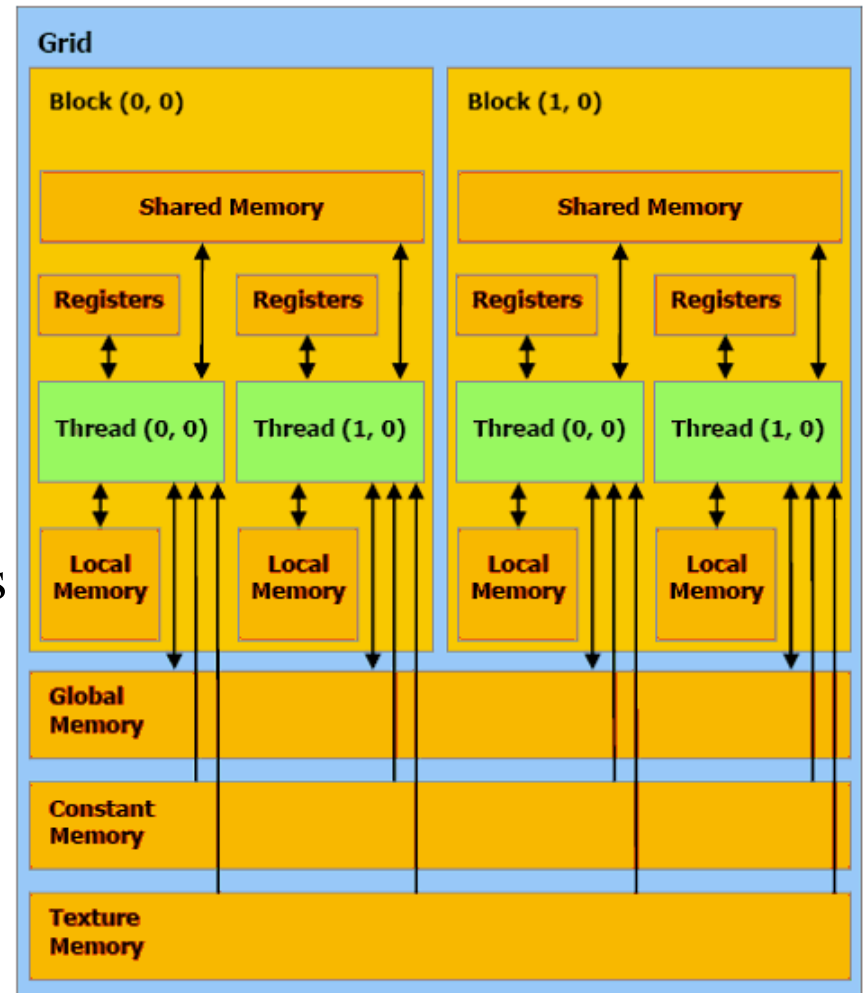 Grid
Block (0, 0)
Block (1, 0)
Shared Memory
Shared Memory
Registers
Registers
Registers
Registers
Thread (0, 0)
Thread (1, 0)
Thread (0, 0)
Thread (1, 0)
s
Local
Memory
Local
Memory
Local
Memory
Local
Memory
Global
Memory
Constant
Memory
Texture
Memory